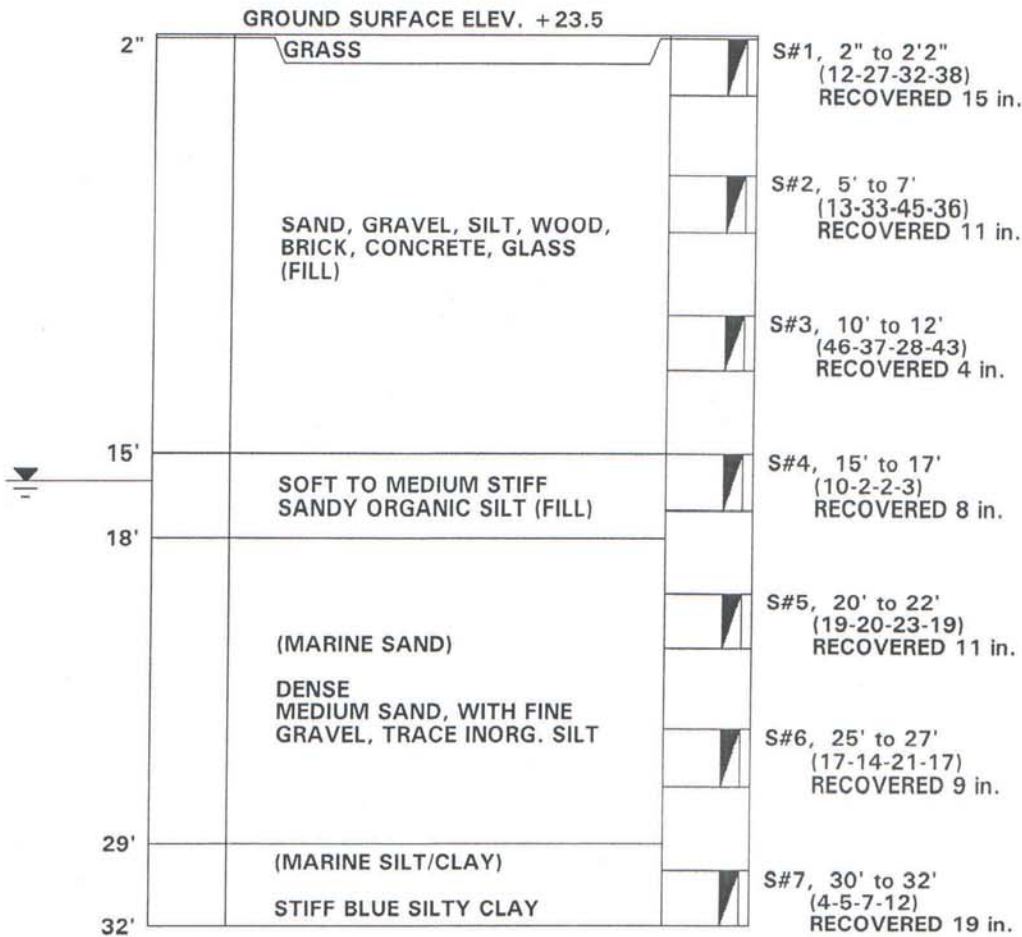 GROUND SURFACE ELEV. +23.5
2"
GRASS
S#1, 2" to 2'2"
(12-27-32-38)
RECOVERED 15 in.
S#2, 5' to 7'
(13-33-45-36)
RECOVERED 11 in.
SAND, GRAVEL, SILT, WOOD,
BRICK, CONCRETE, GLASS
(FILL)
S#3, 10' to 12'
(46-37-28-43)
RECOVERED 4 in.
15'
S#4, 15' to 17'
(10-2-2-3)
RECOVERED 8 in.
SOFT TO MEDIUM STIFF
SANDY ORGANIC SILT (FILL)
18'
S#5, 20' to 22'
(19-20-23-19)
RECOVERED 11 in.
(MARINE SAND)
DENSE
MEDIUM SAND, WITH FINE
GRAVEL, TRACE INORG. SILT
S#6, 25' to 27'
(17-14-21-17)
RECOVERED 9 in.
29'
(MARINE SILT/CLAY)
S#7, 30' to 32'
(4-5-7-12)
RECOVERED 19 in.
STIFF BLUE SILTY CLAY
32'